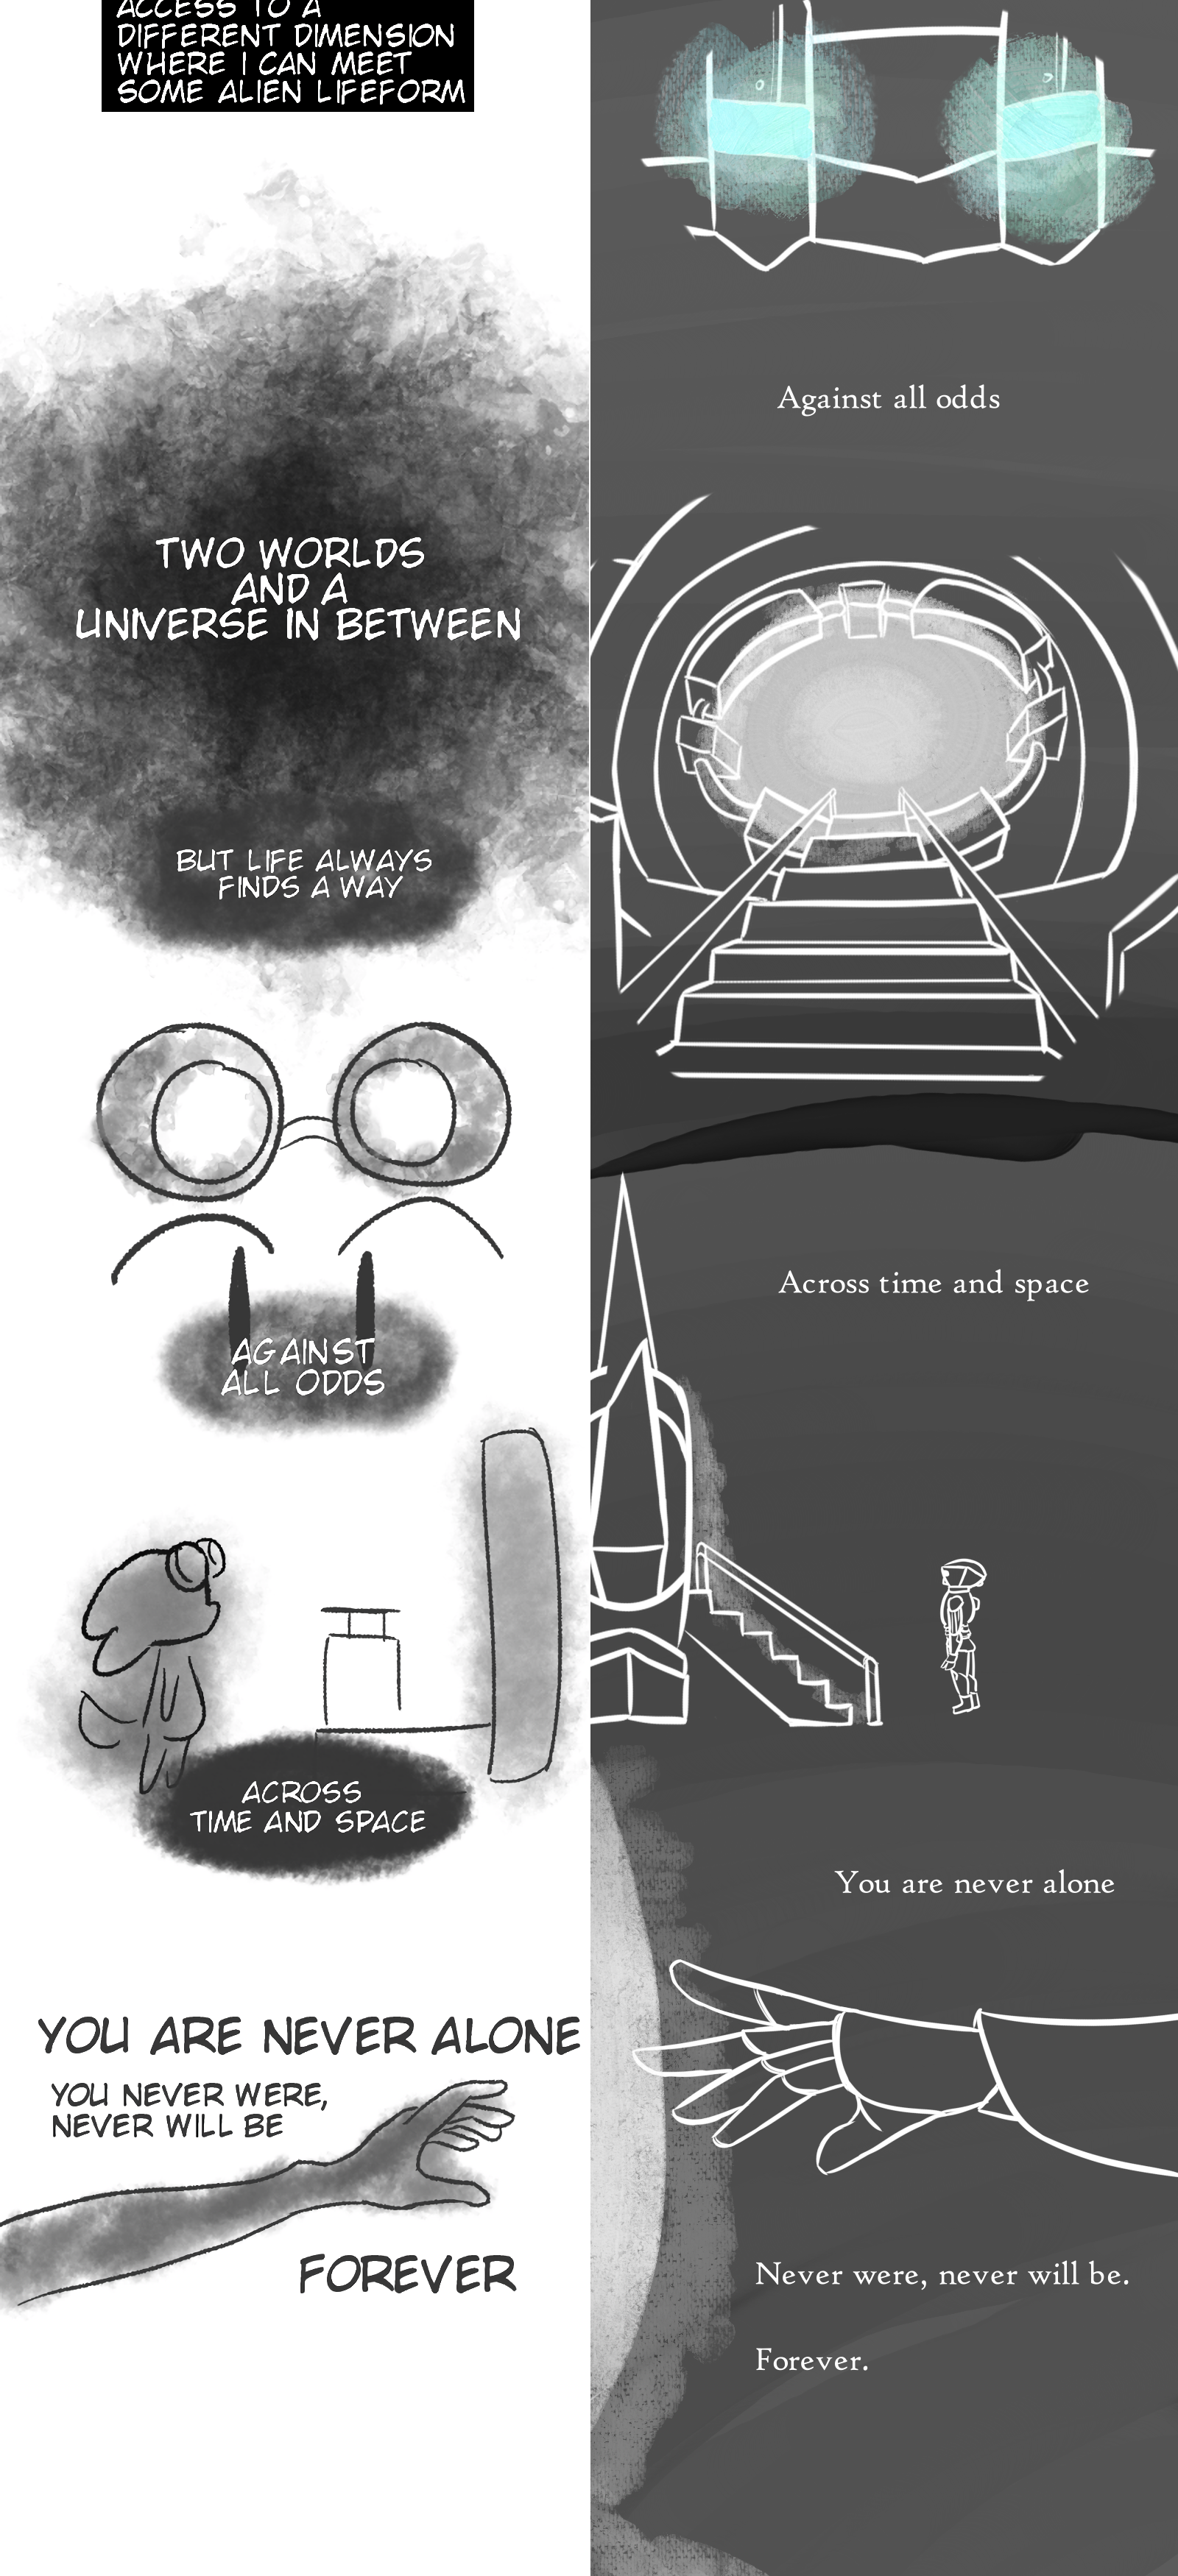 ACCESS TO A
DIFFERENT DIMENSION
WHERE I CAN MEET
SOME ALIEN LIFEFORM
TWO WORLDS
AND A
UNIVERSE IN BETWEEN
BUT LIFE ALWAYS
FINDS A WAY
AGAINST
ALL ODDS
ACROSS
TIME AND SPACE
YOU ARE NEVER ALONE
YOU NEVER WERE,
NEVER WILL BE
FOREVER
Against all odds
Across time and space
You are never alone
Never were, never will be.
Forever.